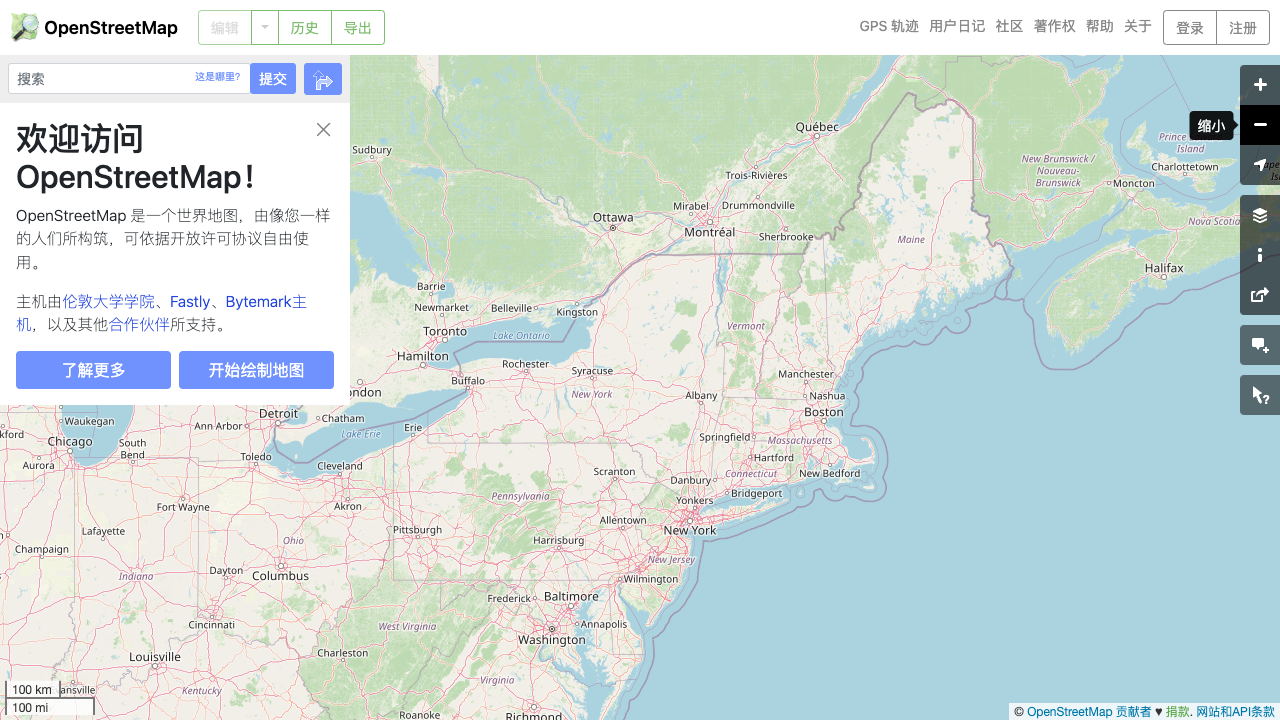 OpenStreetMap
编辑
历史
导出
GPS 轨迹
用户日记
社区
著作权
帮助
关于
登录
注册
搜索
这是哪里?
提交
欢迎访问
OpenStreetMap！
OpenStreetMap 是一个世界地图，由像您一样
的人们所构筑，可依据开放许可协议自由使
用。
主机由伦敦大学学院、Fastly、Bytemark主
机，以及其他合作伙伴所支持。
了解更多
开始绘制地图
缩小
Québec
Sudbury
Trois-Rivières
Mirabel
Drummondville
Ottawa
Montréal
Sherbrooke
Maine
New Brunswick /
Nouveau-
Brunswick
Prince
Island
Charlottetown
Moncton
Nova Scotia
Halifax
Barrie
Newmarket
Belleville
Kingston
Toronto
Lake Ontario
Hamilton
Rochester
Syracuse
Vermont
Buffalo
New York
Albany
Manchester
Nashua
Boston
Springfield
Massachusetts
Hartford
Connecticut
New Bedford
Danbury
Bridgeport
Yonkers
New York
ondon
Detroit
Chatham
Erie
Lake Erie
Ann Arbor
Waukegan
kford
Chicago
South
Bend
Aurora
Toledo
Cleveland
Akron
Scranton
Pennsylvania
Fort Wayne
Lafayette
Pittsburgh
Allentown
Harrisburg
New Jersey
Champaign
Ohio
Indiana
Dayton
Columbus
Wilmington
Frederick
Baltimore
Annapolis
Washington
Cincinnati
West Virginia
Charleston
Louisville
Kentucky
ansville
Virginia
Roanoke
Richmond
100 km
100 mi
© OpenStreetMap 贡献者 ♥ 捐款. 网站和API条款